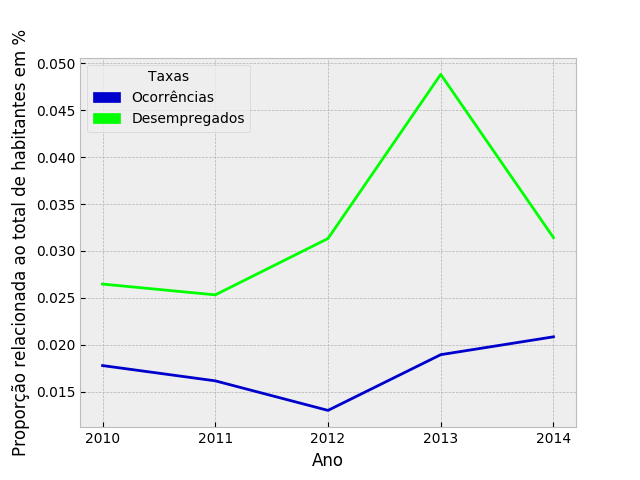 Proporção relacionada ao total de habitantes em %
0.050
0.045
0.040
0.035
0.030
0.025
0.020
0.015
Taxas
Ocorrências
Desempregados
2010 2011 2012 2013 2014
Ano